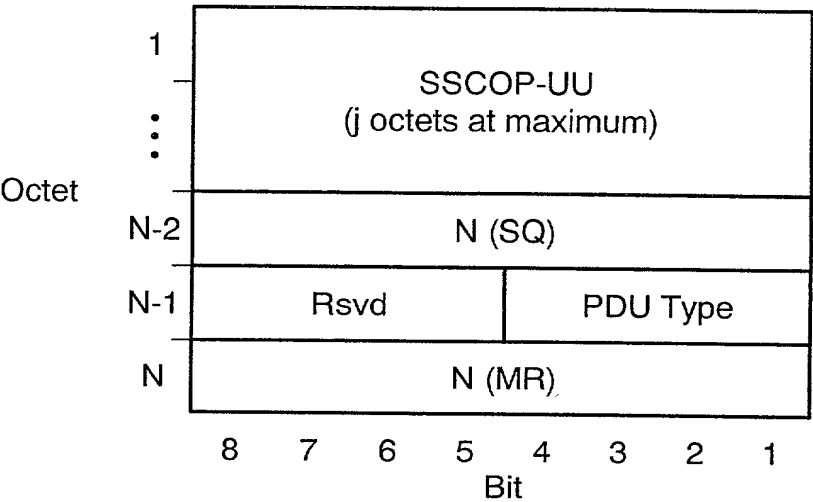 1
SSCOP-UU
(j octets at maximum)
Octet
N-2
N (SQ)
N-1
Rsvd
PDU Type
N
N (MR)
8 7 6 5 4 3 2 1
Bit